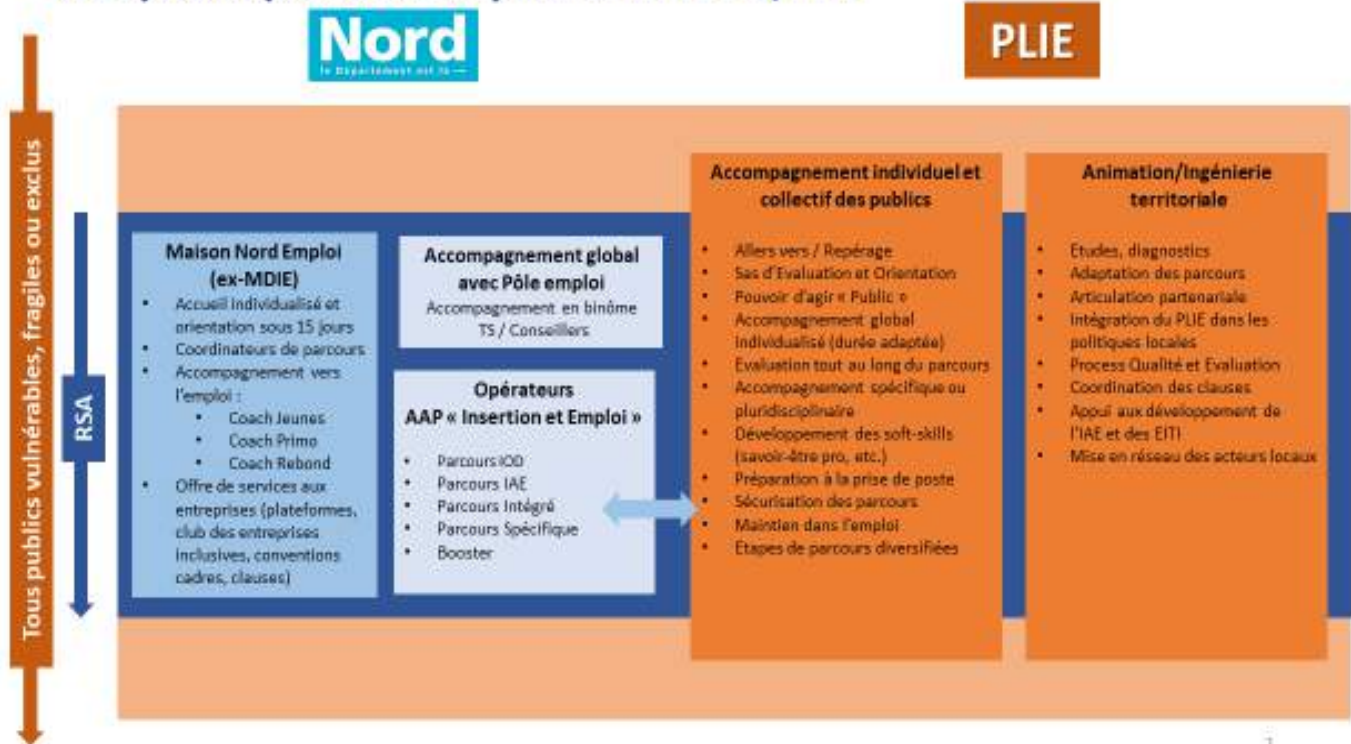 Nord
le Département est là —
PLIE
Tous publics vulnérables, fragiles ou exclus
RSA
Maison Nord Emploi
(ex-MDIE)
• Accueil individualisé et
orientation sous 15 jours
• Coordinateurs de parcours
• Accompagnement vers
l'emploi :
• Coach Jeunes
• Coach Primo
• Coach Rebond
• Offre de services aux
entreprises (plateformes,
club des entreprises
inclusives, conventions
cadres, clauses)
Accompagnement global
avec Pôle emploi
Accompagnement en binôme
TS / Conseillers
Opérateurs
AAP « Insertion et Emploi »
• Parcours IOD
• Parcours IAE
• Parcours Intégré
• Parcours Spécifique
• Booster
Accompagnement individuel et
collectif des publics
• Allers vers / Repérage
• Sas d'Evaluation et Orientation
• Pouvoir d'agir « Public »
• Accompagnement global
individualisé (durée adaptée)
• Evaluation tout au long du parcours
• Accompagnement spécifique ou
pluridisciplinaire
• Développement des soft-skills
(savoir-être pro, etc.)
• Préparation à la prise de poste
• Sécurisation des parcours
• Maintien dans l'emploi
• Etapes de parcours diversifiées
Animation/Ingénierie
territoriale
• Etudes, diagnostics
• Adaptation des parcours
• Articulation partenariale
• Intégration du PLIE dans les
politiques locales
• Process Qualité et Evaluation
• Coordination des clauses
• Appui aux développement de
l'IAE et des EITI
• Mise en réseau des acteurs locaux